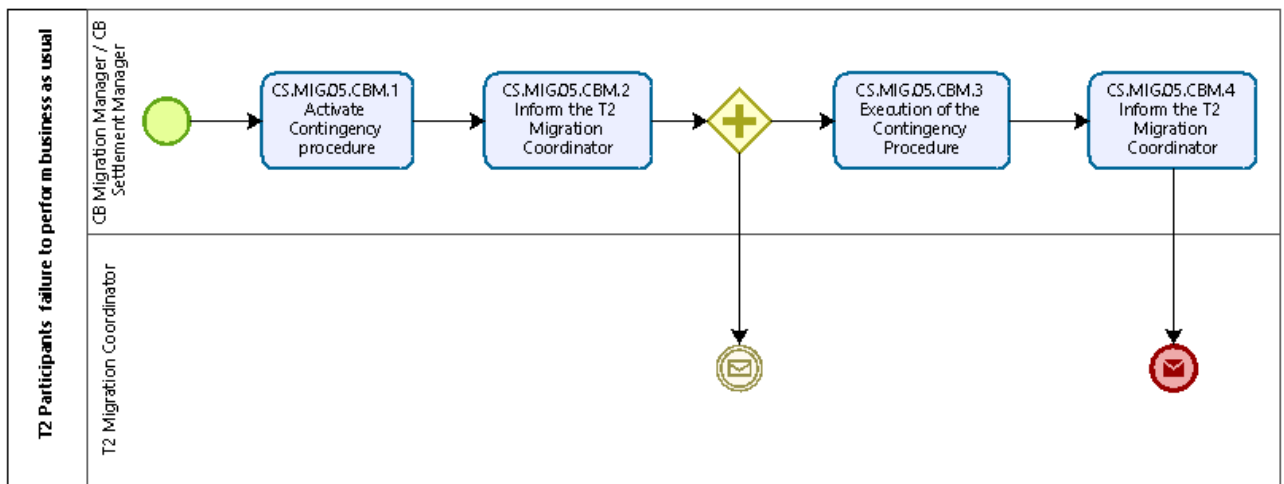 T2 Participants failure to perform business as usual
CB Migration Manager / CB
Settlement Manager
CS.MIG.05.CBM.1
Activate
Contingency
procedure
CS.MIG.05.CBM.2
Inform the T2
Migration
Coordinator
CS.MIG.05.CBM.3
Execution of the
Contingency
Procedure
CS.MIG.05.CBM.4
Inform the T2
Migration
Coordinator
T2 Migration Coordinator